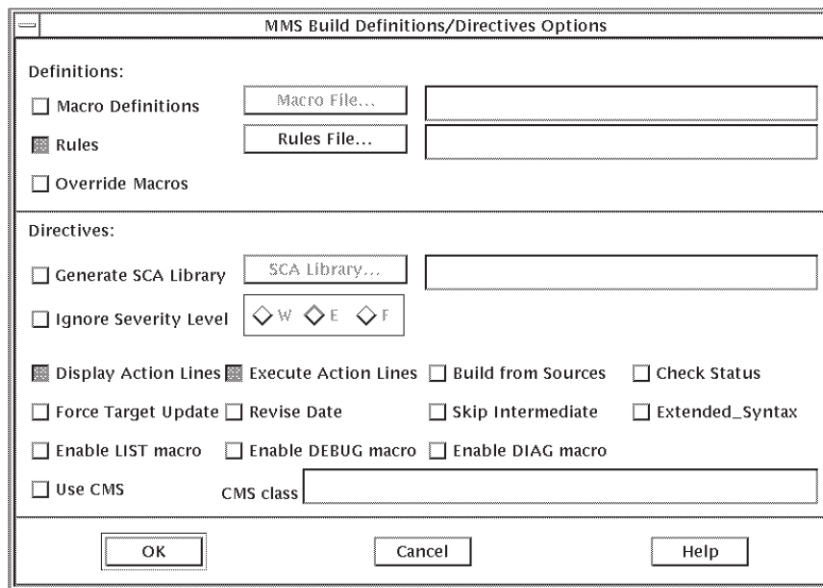 MMS Build Definitions/Directives Options
Definitions:
Macro Definitions Macro File...
Rules Rules File...
Override Macros
Directives:
Generate SCA Library SCA Library...
Ignore Severity Level W E F
Display Action Lines Execute Action Lines Build from Sources Check Status
Force Target Update Revise Date Skip Intermediate Extended_Syntax
Enable LIST macro Enable DEBUG macro Enable DIAG macro
Use CMS CMS class
OK Cancel Help